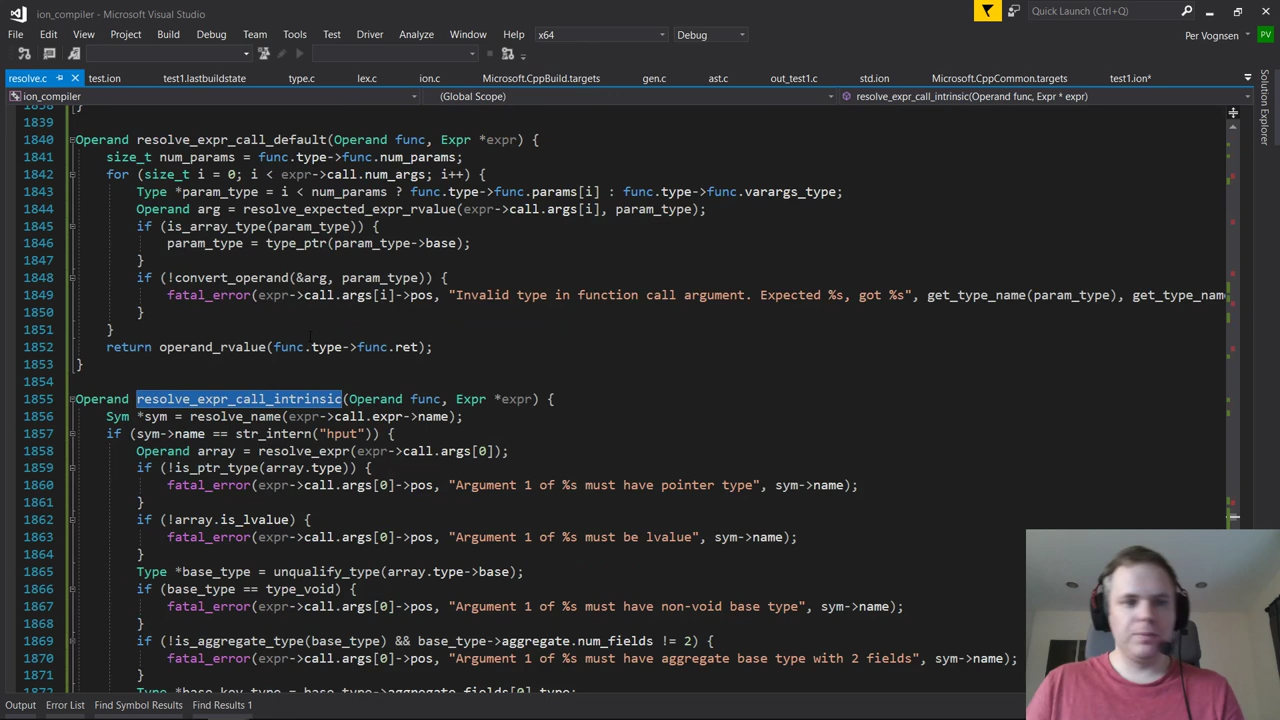 ion_compiler - Microsoft Visual Studio
Quick Launch (Ctrl+Q)
File Edit View Project Build Debug Team Tools Test Driver Analyze Window Help x64 Debug Per Vognsen PV
resolve.c test.ion test1.lastbuildstate type.c lex.c ion.c Microsoft.CppBuild.targets gen.c ast.c out_test1.c std.ion Microsoft.CppCommon.targets test1.ion*
ion_compiler (Global Scope) resolve_expr_call_intrinsic(Operand func, Expr * expr)
Solution Explorer
1838 }
1839
1840 Operand resolve_expr_call_default(Operand func, Expr *expr) {
1841 size_t num_params = func.type->func.num_params;
1842 for (size_t i = 0; i < expr->call.num_args; i++) {
1843 Type *param_type = i < num_params ? func.type->func.params[i] : func.type->func.varargs_type;
1844 Operand arg = resolve_expected_expr_rvalue(expr->call.args[i], param_type);
1845 if (is_array_type(param_type)) {
1846 param_type = type_ptr(param_type->base);
1847 }
1848 if (!convert_operand(&arg, param_type)) {
1849 fatal_error(expr->call.args[i]->pos, "Invalid type in function call argument. Expected %s, got %s", get_type_name(param_type), get_type_nam
1850 }
1851 }
1852 return operand_rvalue(func.type->func.ret);
1853 }
1854
1855 Operand resolve_expr_call_intrinsic(Operand func, Expr *expr) {
1856 Sym *sym = resolve_name(expr->call.expr->name);
1857 if (sym->name == str_intern("hput")) {
1858 Operand array = resolve_expr(expr->call.args[0]);
1859 if (!is_ptr_type(array.type)) {
1860 fatal_error(expr->call.args[0]->pos, "Argument 1 of %s must have pointer type", sym->name);
1861 }
1862 if (!array.is_lvalue) {
1863 fatal_error(expr->call.args[0]->pos, "Argument 1 of %s must be lvalue", sym->name);
1864 }
1865 Type *base_type = unqualify_type(array.type->base);
1866 if (base_type == type_void) {
1867 fatal_error(expr->call.args[0]->pos, "Argument 1 of %s must have non-void base type", sym->name);
1868 }
1869 if (!is_aggregate_type(base_type) && base_type->aggregate.num_fields != 2) {
1870 fatal_error(expr->call.args[0]->pos, "Argument 1 of %s must have aggregate base type with 2 fields", sym->name);
1871 }
1872 Type *base_key_type = base_type->aggregate.fields[0].type;
Output Error List Find Symbol Results Find Results 1